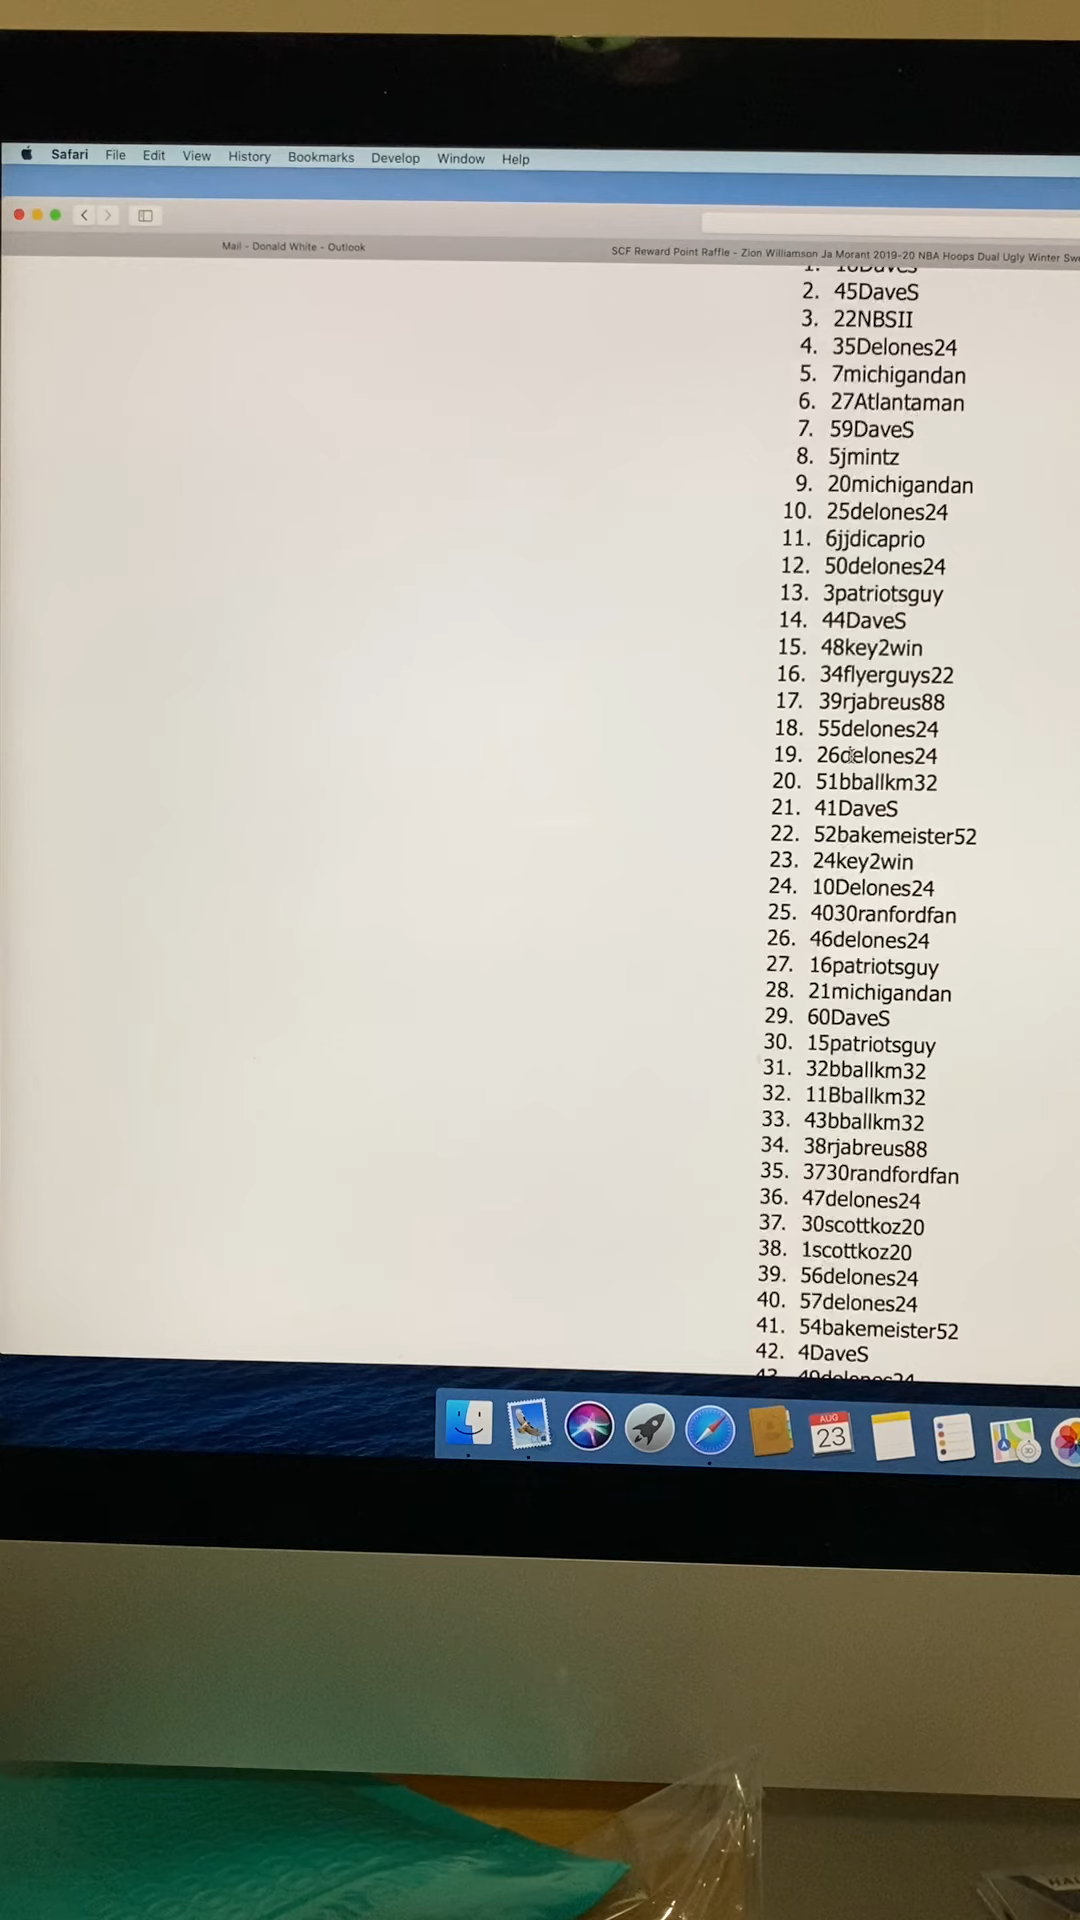 Safari File Edit View History Bookmarks Develop Window Help
Mail - Donald White - Outlook
SCF Reward Point Raffle - Zion Williamson Ja Morant 2019-20 NBA Hoops Dual Ugly Winter
2. 45DaveS
3. 22NBSII
4. 35Delones24
5. 7michigandan
6. 27Atlantaman
7. 59DaveS
8. 5jmintz
9. 20michigandan
10. 25delones24
11. 6jjdicaprio
12. 50delones24
13. 3patriotsguy
14. 44DaveS
15. 48key2win
16. 34flyerguys22
17. 39rjabreus88
18. 55delones24
19. 26delones24
20. 51bballkm32
21. 41DaveS
22. 52bakemeister52
23. 24key2win
24. 10Delones24
25. 4030ranfordfan
26. 46delones24
27. 16patriotsguy
28. 21michigandan
29. 60DaveS
30. 15patriotsguy
31. 32bballkm32
32. 11Bballkm32
33. 43bballkm32
34. 38rjabreus88
35. 3730randfordfan
36. 47delones24
37. 30scottkoz20
38. 1scottkoz20
39. 56delones24
40. 57delones24
41. 54bakemeister52
42. 4DaveS
AUG
23
3D